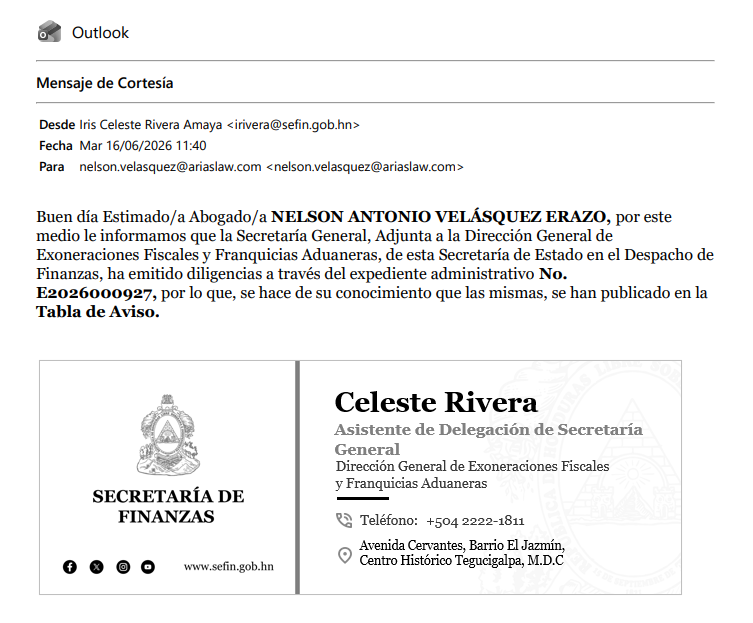 Outlook
Mensaje de Cortesía
Desde Iris Celeste Rivera Amaya <irivera@sefin.gob.hn>
Fecha Mar 16/06/2026 11:40
Para nelson.velasquez@ariaslaw.com <nelson.velasquez@ariaslaw.com>
Buen día Estimado/a Abogado/a NELSON ANTONIO VELÁSQUEZ ERAZO, por este
medio le informamos que la Secretaría General, Adjunta a la Dirección General de
Exoneraciones Fiscales y Franquicias Aduaneras, de esta Secretaría de Estado en el Despacho de
Finanzas, ha emitido diligencias a través del expediente administrativo No.
E2026000927, por lo que, se hace de su conocimiento que las mismas, se han publicado en la
Tabla de Aviso.
SECRETARÍA DE
FINANZAS
www.sefin.gob.hn
Celeste Rivera
Asistente de Delegación de Secretaría
General
Dirección General de Exoneraciones Fiscales
y Franquicias Aduaneras
Teléfono: +504 2222-1811
Avenida Cervantes, Barrio El Jazmín,
Centro Histórico Tegucigalpa, M.D.C